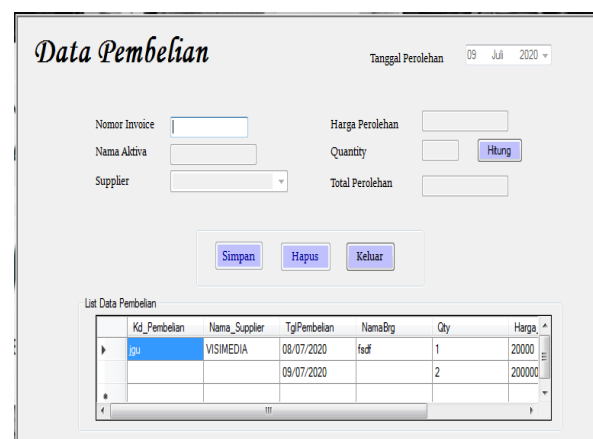 Data Pembelian
Tanggal Perolehan 09 Juli 2020
Nomor Invoice
Harga Perolehan
Nama Aktiva
Quantity Hitung
Supplier
Total Perolehan
Simpan Hapus Keluar
List Data Pembelian
Kd_Pembelian Nama_Supplier TglPembelian NamaBrg Qty Harga_
jgu VISIMEDIA 08/07/2020 fsdf 1 20000
09/07/2020 2 200000